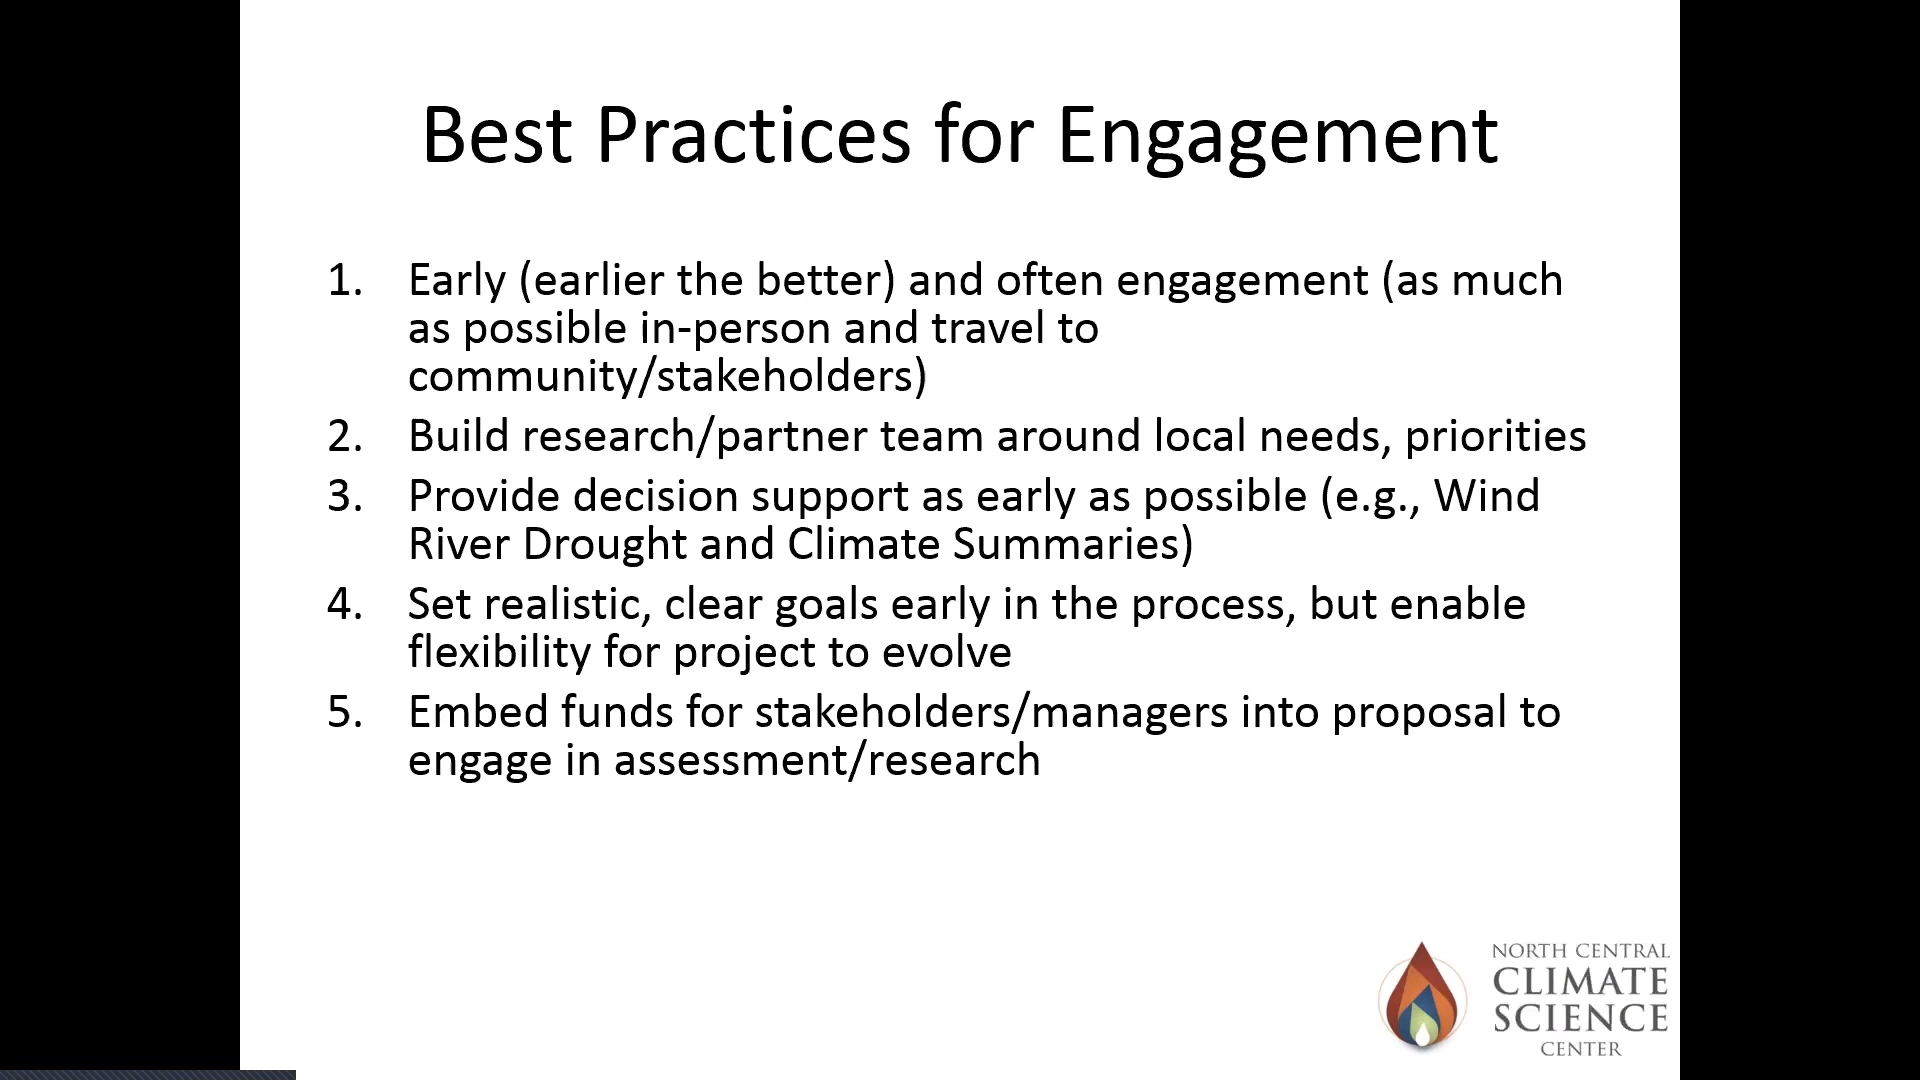 Best Practices for Engagement
1. Early (earlier the better) and often engagement (as much
as possible in-person and travel to
community/stakeholders)
2. Build research/partner team around local needs, priorities
3. Provide decision support as early as possible (e.g., Wind
River Drought and Climate Summaries)
4. Set realistic, clear goals early in the process, but enable
flexibility for project to evolve
5. Embed funds for stakeholders/managers into proposal to
engage in assessment/research
NORTH CENTRAL
CLIMATE
SCIENCE
CENTER